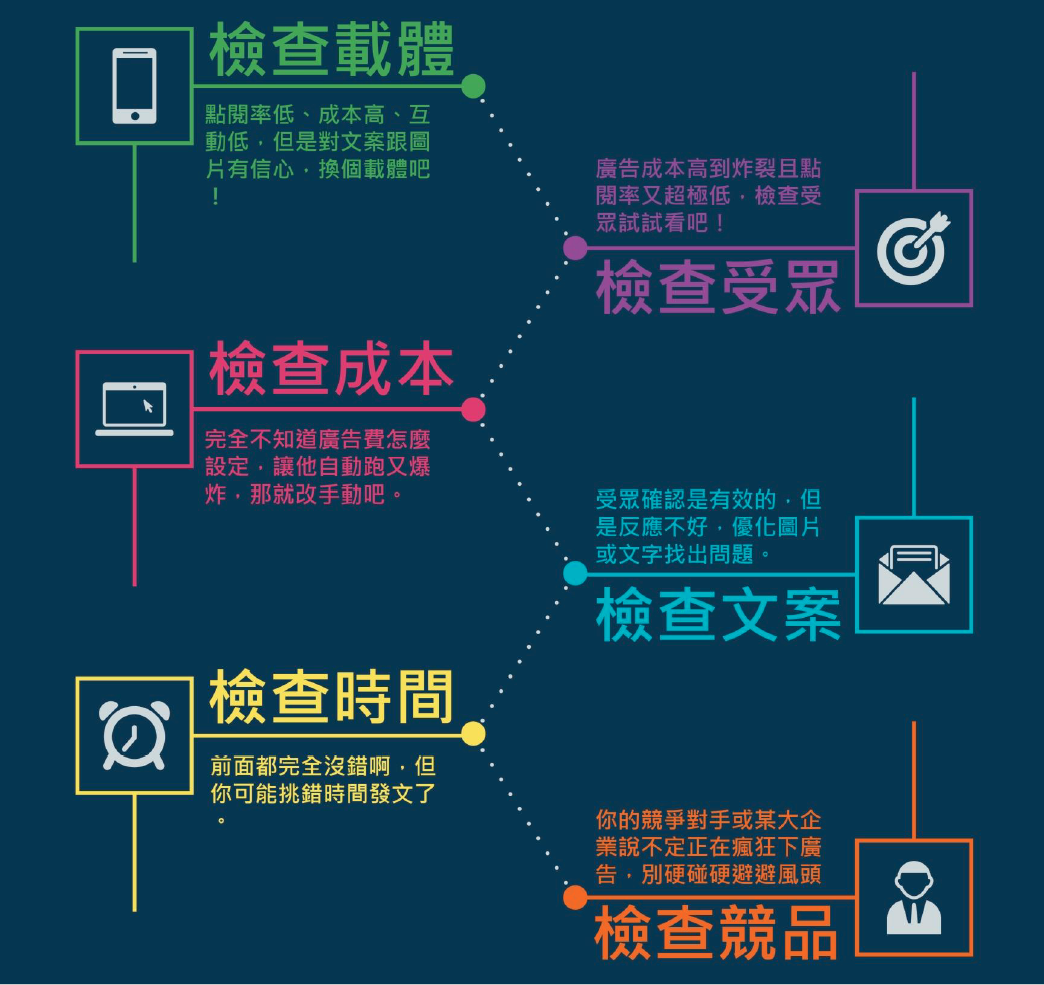 檢查載體
點閱率低、成本高、互
動低，但是對文案跟圖
片有信心，換個載體吧
！
廣告成本高到炸裂且點
閱率又超極低，檢查受
眾試試看吧！
檢查受眾
檢查成本
完全不知道廣告費怎麼
設定，讓他自動跑又爆
炸，那就改手動吧。
受眾確認是有效的，但
是反應不好，優化圖片
或文字找出問題。
檢查文案
檢查時間
前面都完全沒錯啊，但
你可能挑錯時間發文了
。
你的競爭對手或某大企
業說不定正在瘋狂下廣
告，別硬碰硬避避風頭
檢查競品